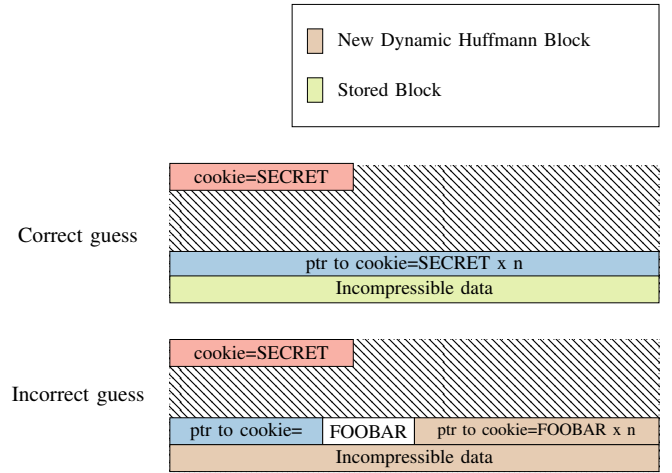 New Dynamic Huffmann Block
Stored Block
cookie=SECRET
Correct guess
ptr to cookie=SECRET x n
Incompressible data
cookie=SECRET
Incorrect guess
ptr to cookie= FOOBAR ptr to cookie=FOOBAR x n
Incompressible data